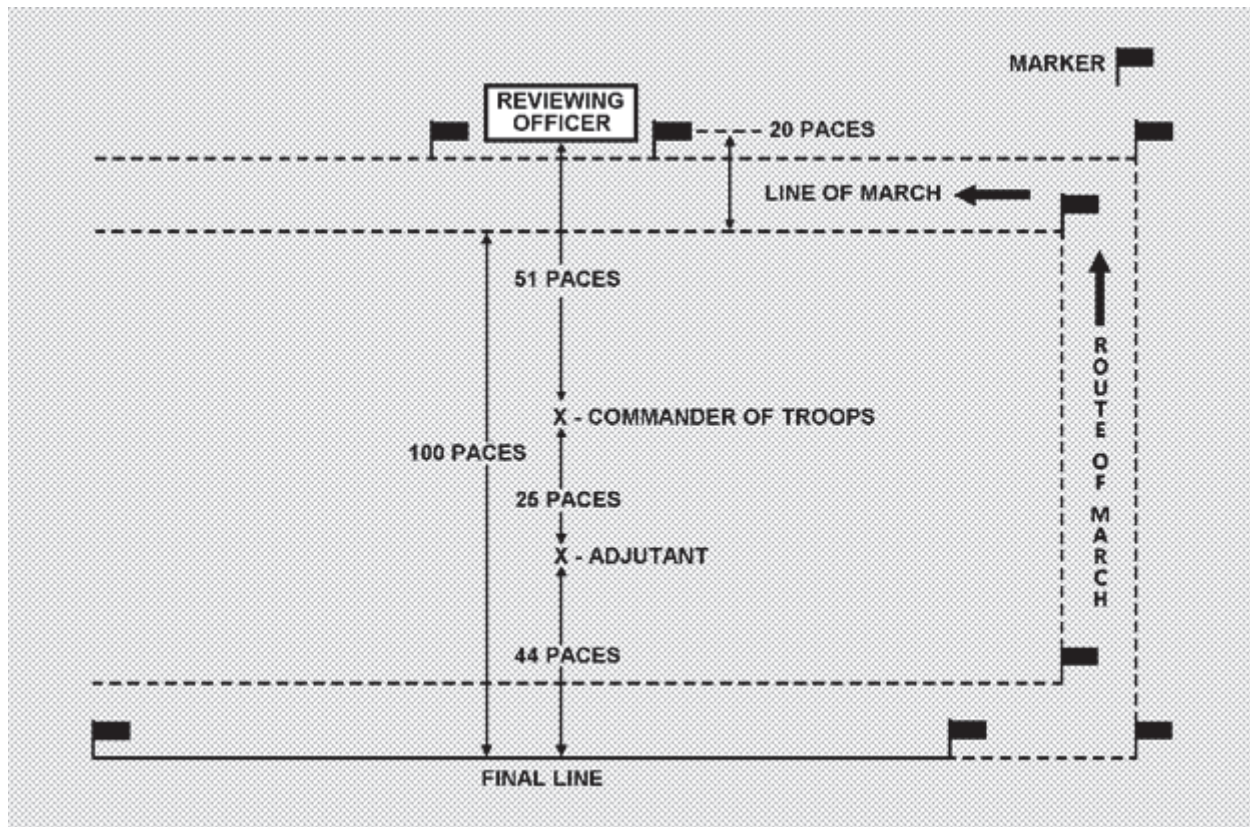 MARKER
REVIEWING
OFFICER
20 PACES
LINE OF MARCH
51 PACES
X - COMMANDER OF TROOPS
100 PACES
25 PACES
X - ADJUTANT
ROUTE OF MARCH
44 PACES
FINAL LINE